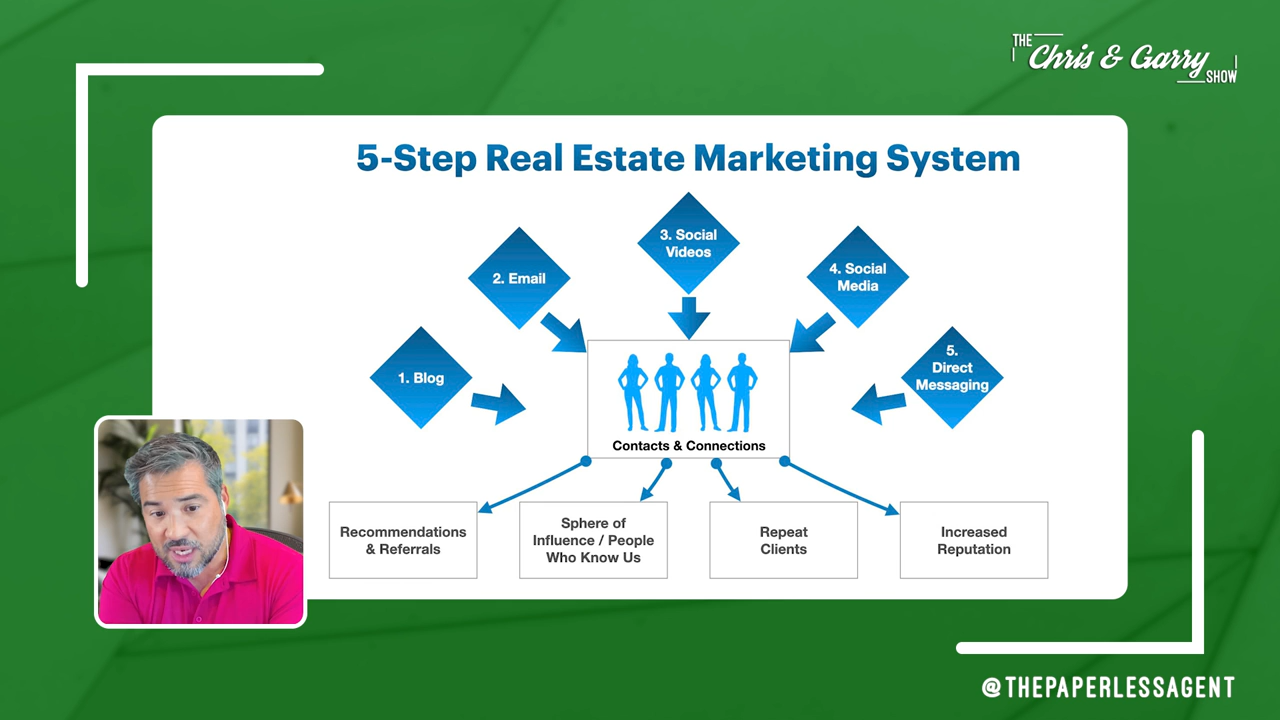 THE
Chris & Garry
SHOW
5-Step Real Estate Marketing System
3. Social
Videos
2. Email
4. Social
Media
1. Blog
5.
Direct
Messaging
Contacts & Connections
Recommendations
& Referrals
Sphere of
Influence / People
Who Know Us
Repeat
Clients
Increased
Reputation
@THEPAPERLESSAGENT